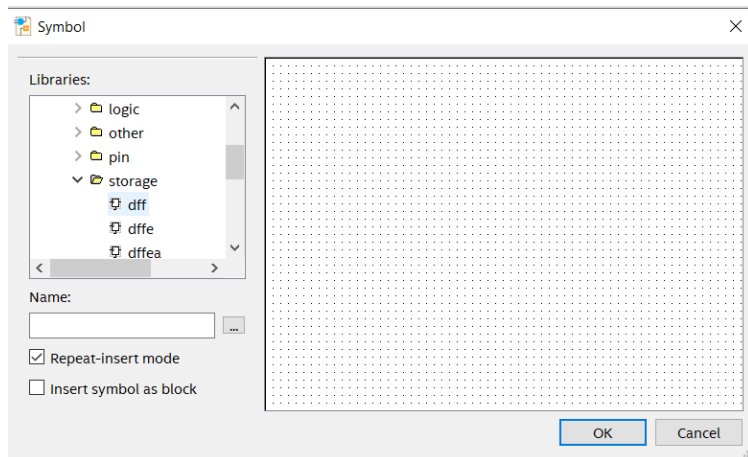 Symbol
Libraries:
logic
other
pin
storage
dff
dffe
dffea
Name:
...
Repeat-insert mode
Insert symbol as block
OK
Cancel